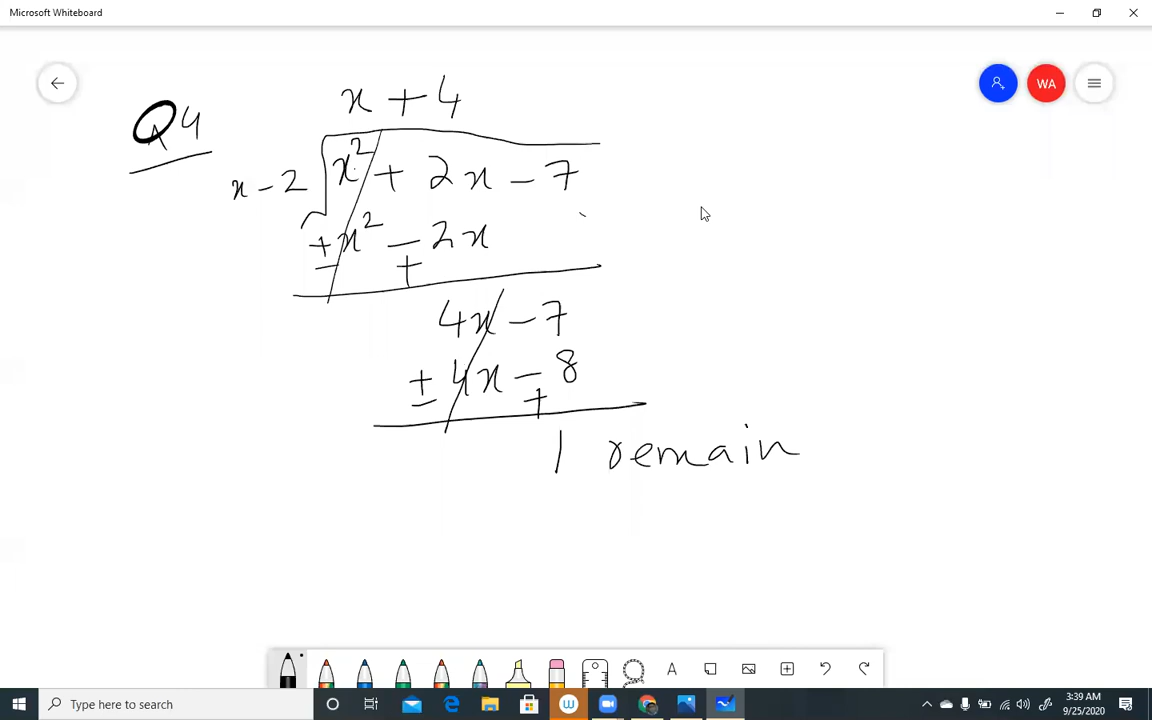 Microsoft Whiteboard
WA
Q4
x + 4
x - 2 √ x² + 2x - 7
± x² - 2x
- +
4x - 7
± 4x - 8
- +
1 remain
A
Type here to search
3:39 AM
9/25/2020